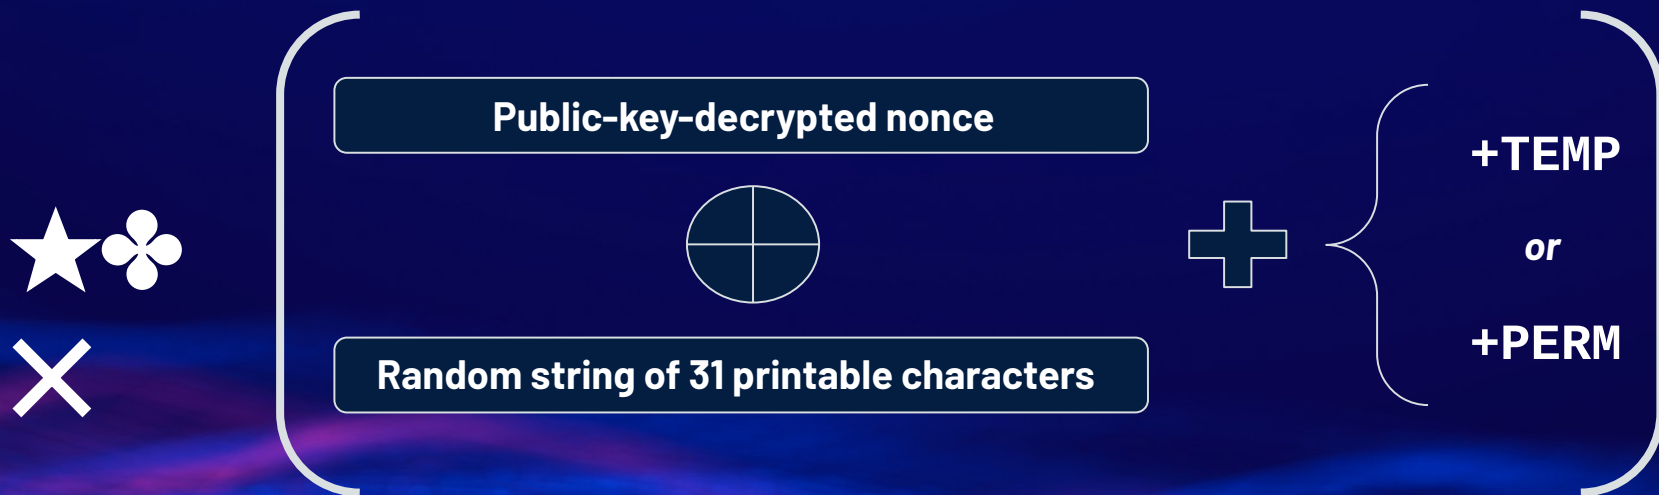 Public-key-decrypted nonce
+TEMP
or
Random string of 31 printable characters
+PERM